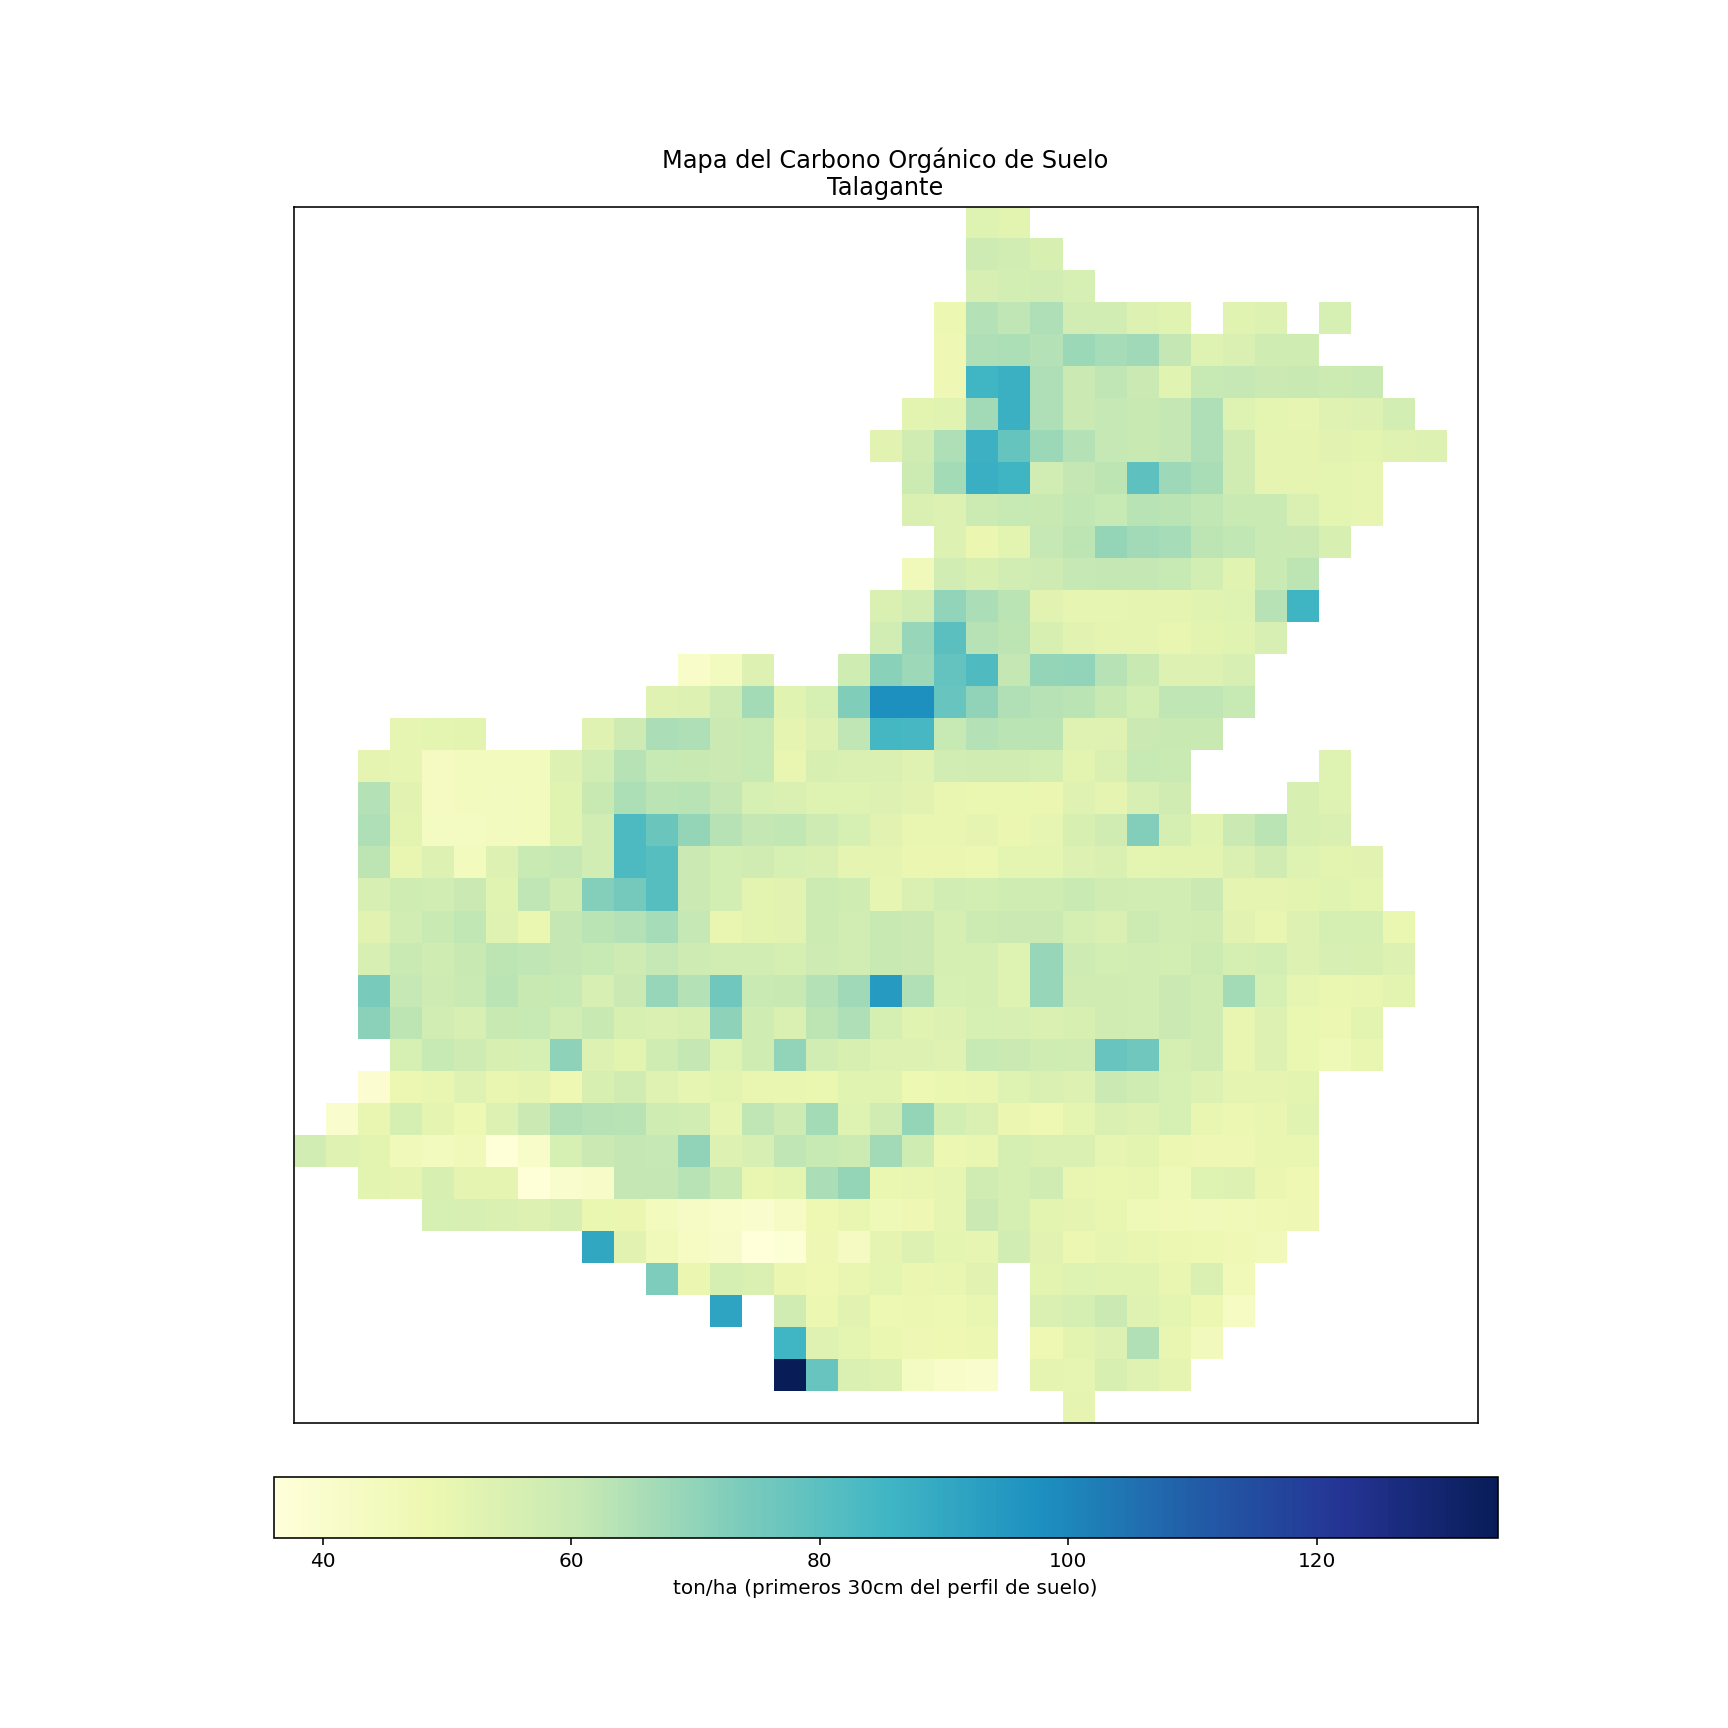 Mapa del Carbono Orgánico de Suelo
Talagante
40 60 80 100 120
ton/ha (primeros 30cm del perfil de suelo)